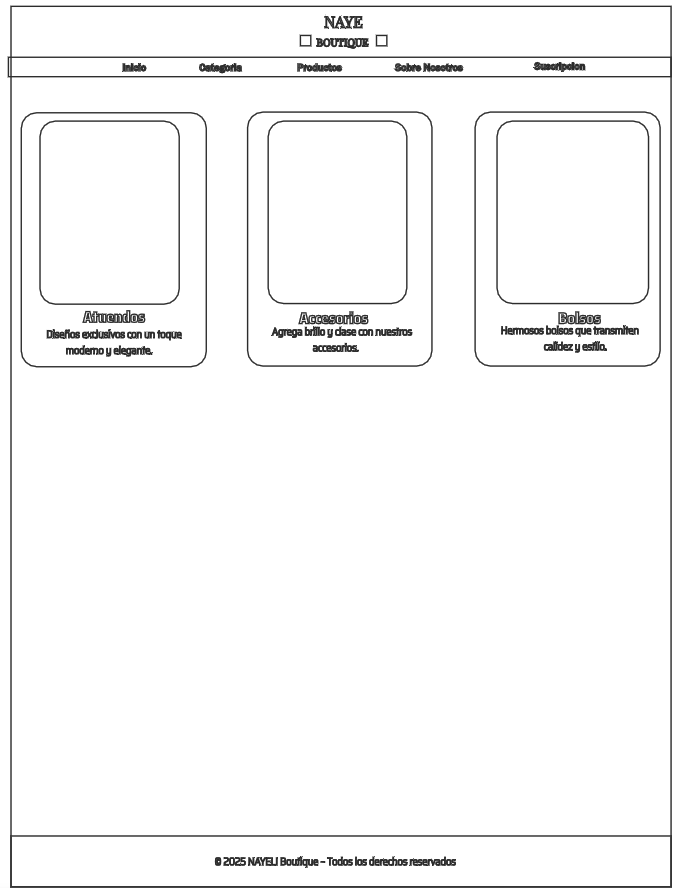 NAYE
BOUTIQUE
Inicio Categoria Productos Sobre Nosotros Suscripcion
Atuendos
Diseños exclusivos con un toque
moderno y elegante.
Accesorios
Agrega brillo y clase con nuestros
accesorios.
Bolsos
Hermosos bolsos que transmiten
calidez y estilo.
© 2025 NAYELI Boutique – Todos los derechos reservados